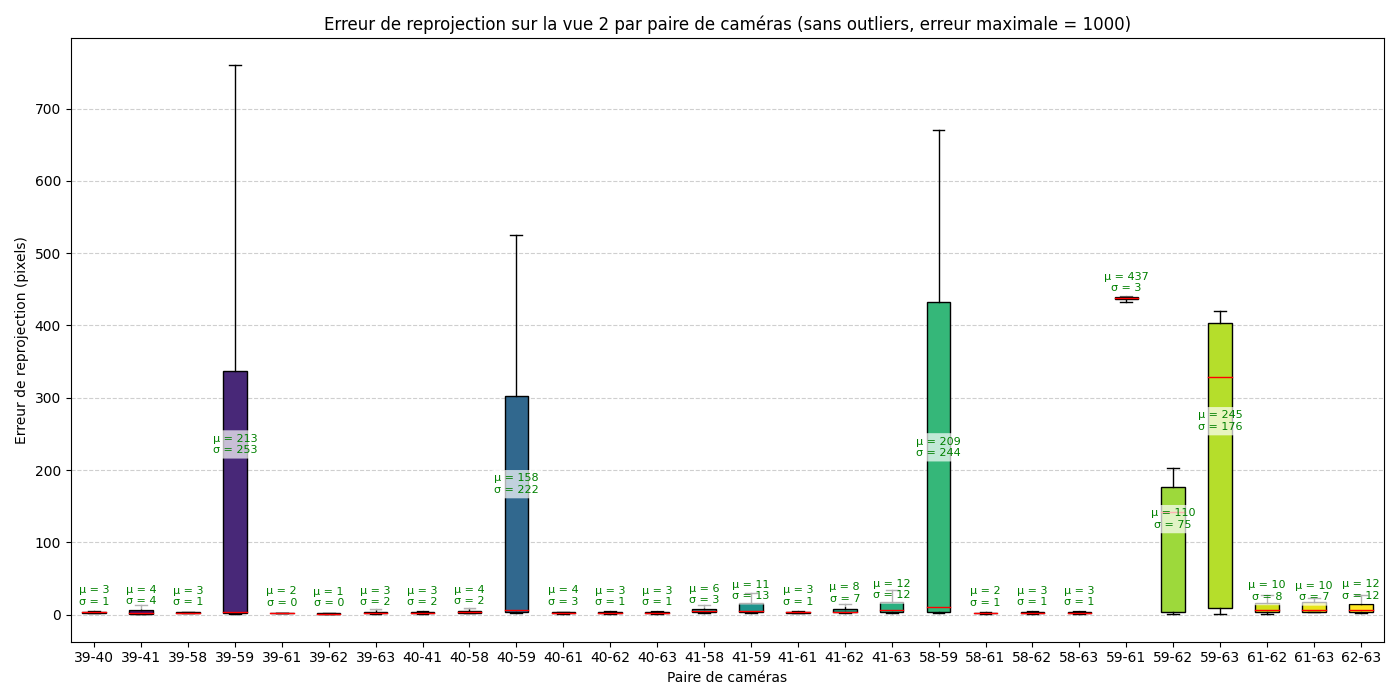 Erreur de reprojection sur la vue 2 par paire de caméras (sans outliers, erreur maximale = 1000)
Erreur de reprojection (pixels)
700
600
500
400
300
200
100
0
μ = 3
σ = 1
μ = 4
σ = 4
μ = 3
σ = 1
μ = 213
σ = 253
μ = 2
σ = 0
μ = 1
σ = 0
μ = 3
σ = 2
μ = 3
σ = 2
μ = 4
σ = 2
μ = 158
σ = 222
μ = 4
σ = 3
μ = 3
σ = 1
μ = 3
σ = 1
μ = 6
σ = 3
μ = 11
σ = 13
μ = 3
σ = 1
μ = 8
σ = 7
μ = 12
σ = 12
μ = 209
σ = 244
μ = 2
σ = 1
μ = 3
σ = 1
μ = 3
σ = 1
μ = 437
σ = 3
μ = 110
σ = 75
μ = 245
σ = 176
μ = 10
σ = 8
μ = 10
σ = 7
μ = 12
σ = 12
39-40 39-41 39-58 39-59 39-61 39-62 39-63 40-41 40-58 40-59 40-61 40-62 40-63 41-58 41-59 41-61 41-62 41-63 58-59 58-61 58-62 58-63 59-61 59-62 59-63 61-62 61-63 62-63
Paire de caméras